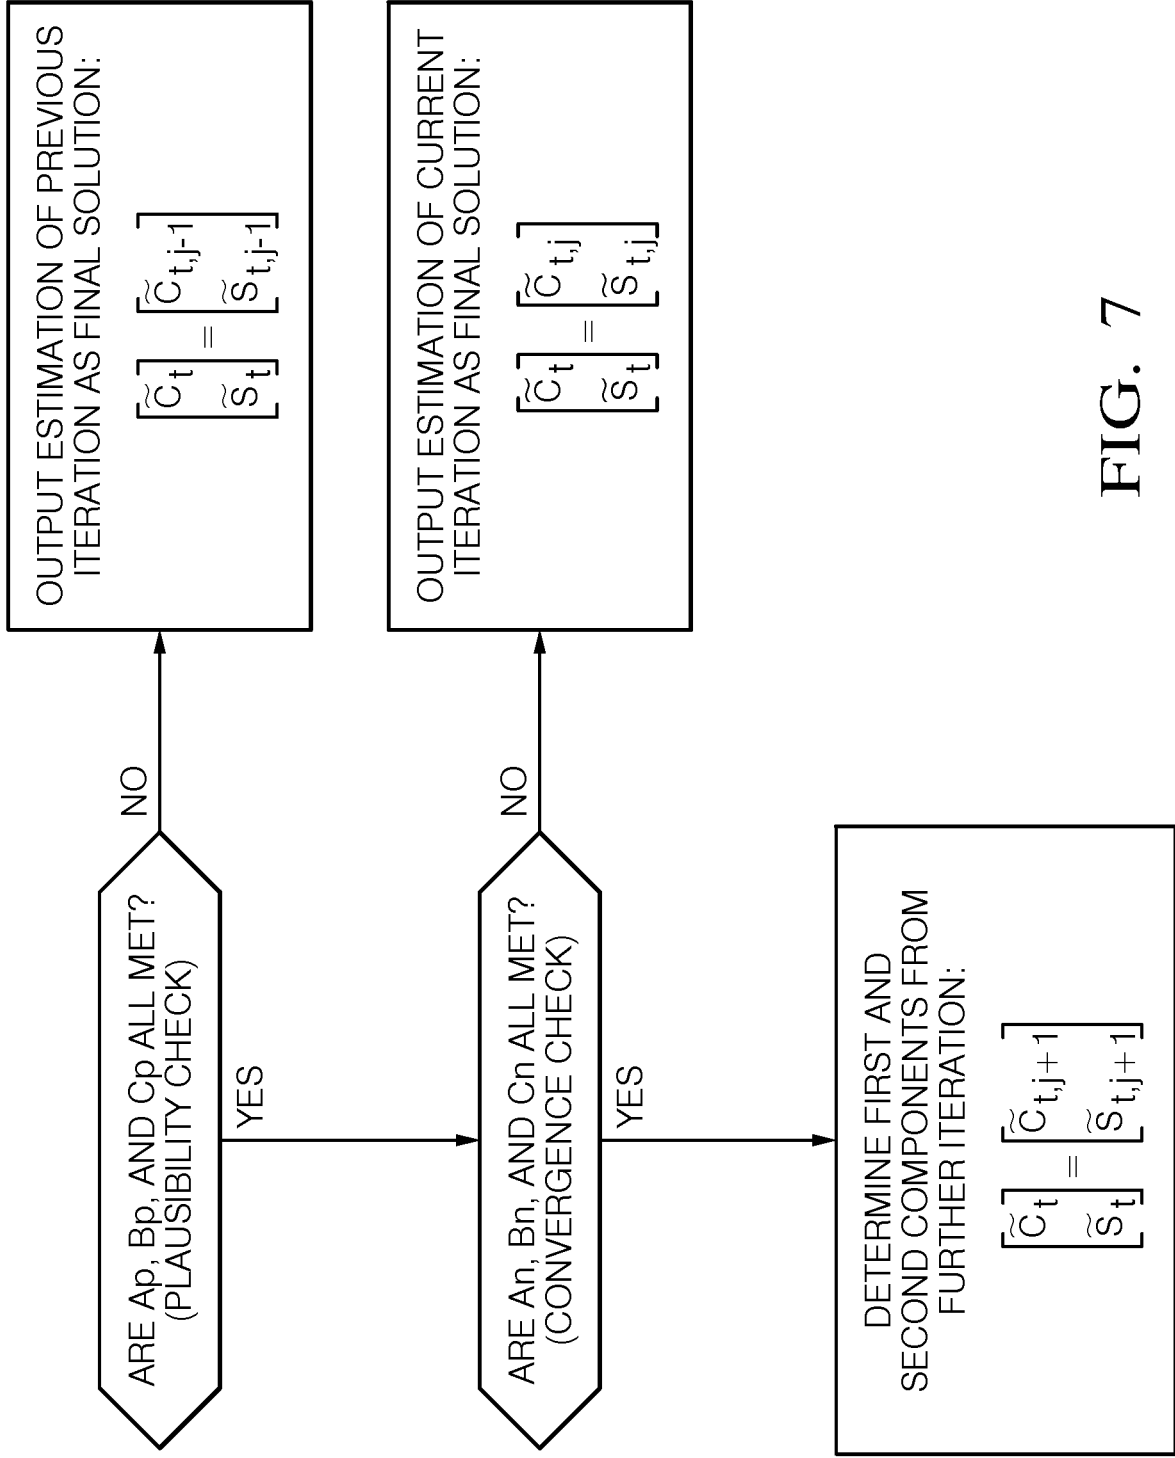 ARE Ap, Bp, AND Cp ALL MET?
(PLAUSIBILITY CHECK)
NO
OUTPUT ESTIMATION OF PREVIOUS
ITERATION AS FINAL SOLUTION:
[C̃ t] = [C̃ t,j-1]
[S̃ t] [S̃ t,j-1]
YES
ARE An, Bn, AND Cn ALL MET?
(CONVERGENCE CHECK)
NO
OUTPUT ESTIMATION OF CURRENT
ITERATION AS FINAL SOLUTION:
[C̃ t] = [C̃ t,j]
[S̃ t] [S̃ t,j]
YES
DETERMINE FIRST AND
SECOND COMPONENTS FROM
FURTHER ITERATION:
[C̃ t] = [C̃ t,j+1]
[S̃ t] [S̃ t,j+1]
FIG. 7